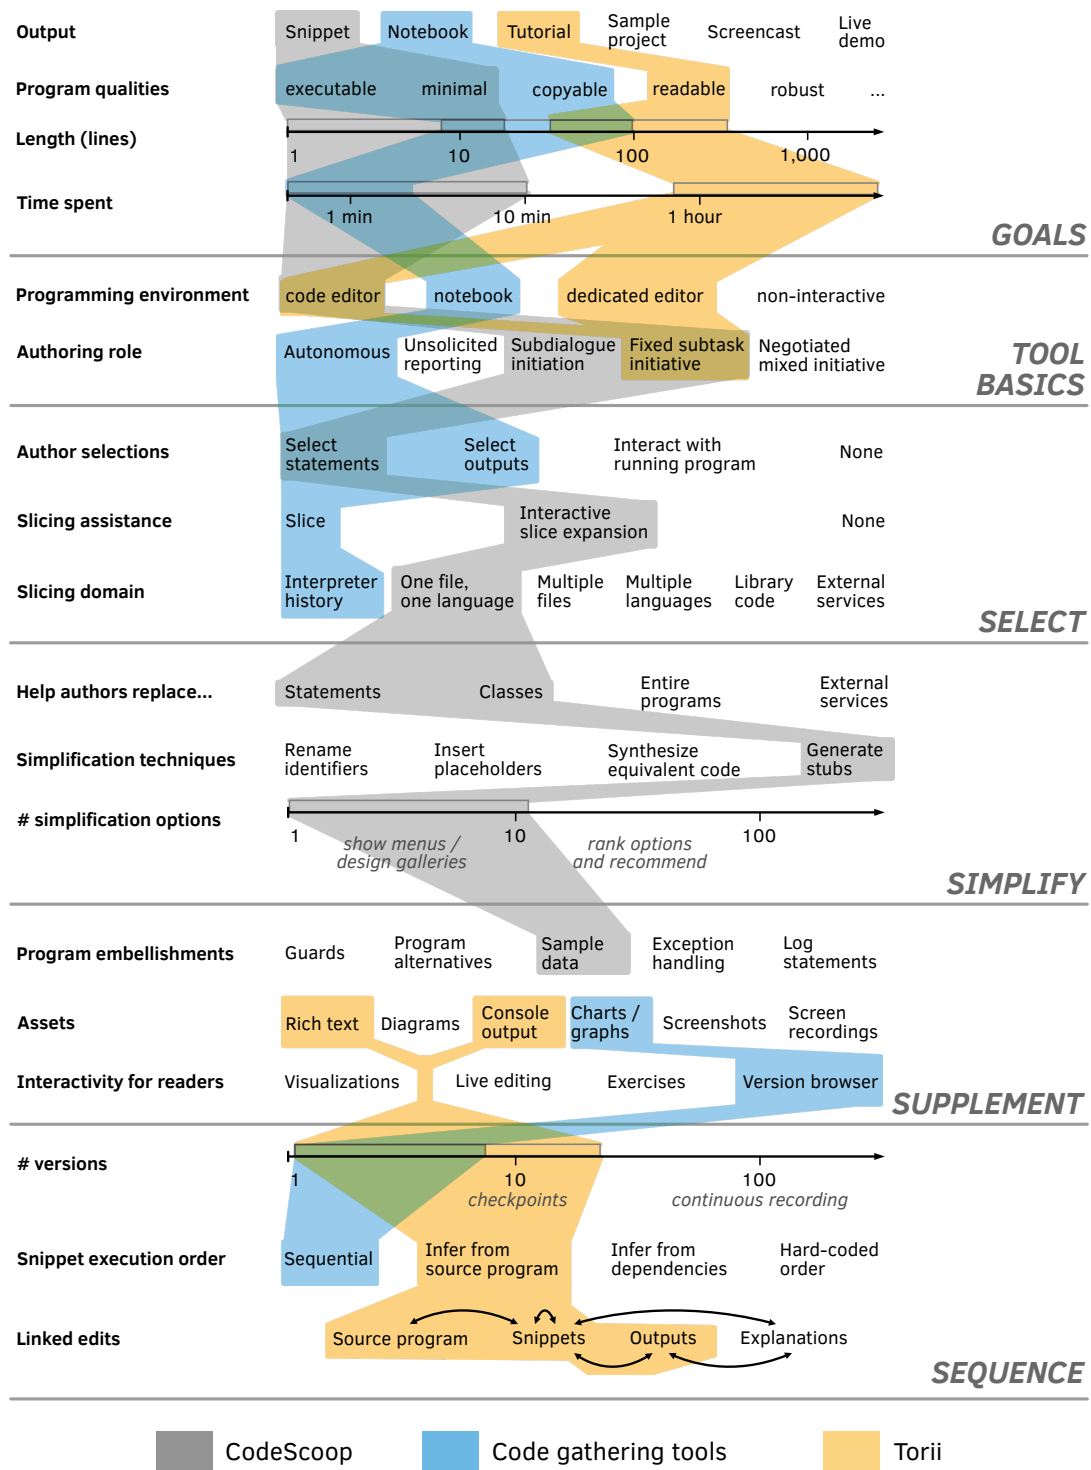 Output
Snippet
Notebook
Tutorial
Sample
project
Screencast
Live
demo
Program qualities
executable
minimal
copyable
readable
robust
...
Length (lines)
1
10
100
1,000
Time spent
1 min
10 min
1 hour
GOALS
Programming environment
code editor
notebook
dedicated editor
non-interactive
Authoring role
Autonomous
Unsolicited
reporting
Subdialogue
initiation
Fixed subtask
initiative
Negotiated
mixed initiative
TOOL
BASICS
Author selections
Select
statements
Select
outputs
Interact with
running program
None
Slicing assistance
Slice
Interactive
slice expansion
None
Slicing domain
Interpreter
history
One file,
one language
Multiple
files
Multiple
languages
Library
code
External
services
SELECT
Help authors replace...
Statements
Classes
Entire
programs
External
services
Simplification techniques
Rename
identifiers
Insert
placeholders
Synthesize
equivalent code
Generate
stubs
# simplification options
1
10
100
show menus /
design galleries
rank options
and recommend
SIMPLIFY
Program embellishments
Guards
Program
alternatives
Sample
data
Exception
handling
Log
statements
Assets
Rich text
Diagrams
Console
output
Charts /
graphs
Screenshots
Screen
recordings
Interactivity for readers
Visualizations
Live editing
Exercises
Version browser
SUPPLEMENT
# versions
1
10
100
checkpoints
continuous recording
Snippet execution order
Sequential
Infer from
source program
Infer from
dependencies
Hard-coded
order
Linked edits
Source program
Snippets
Outputs
Explanations
SEQUENCE
CodeScoop
Code gathering tools
Torii